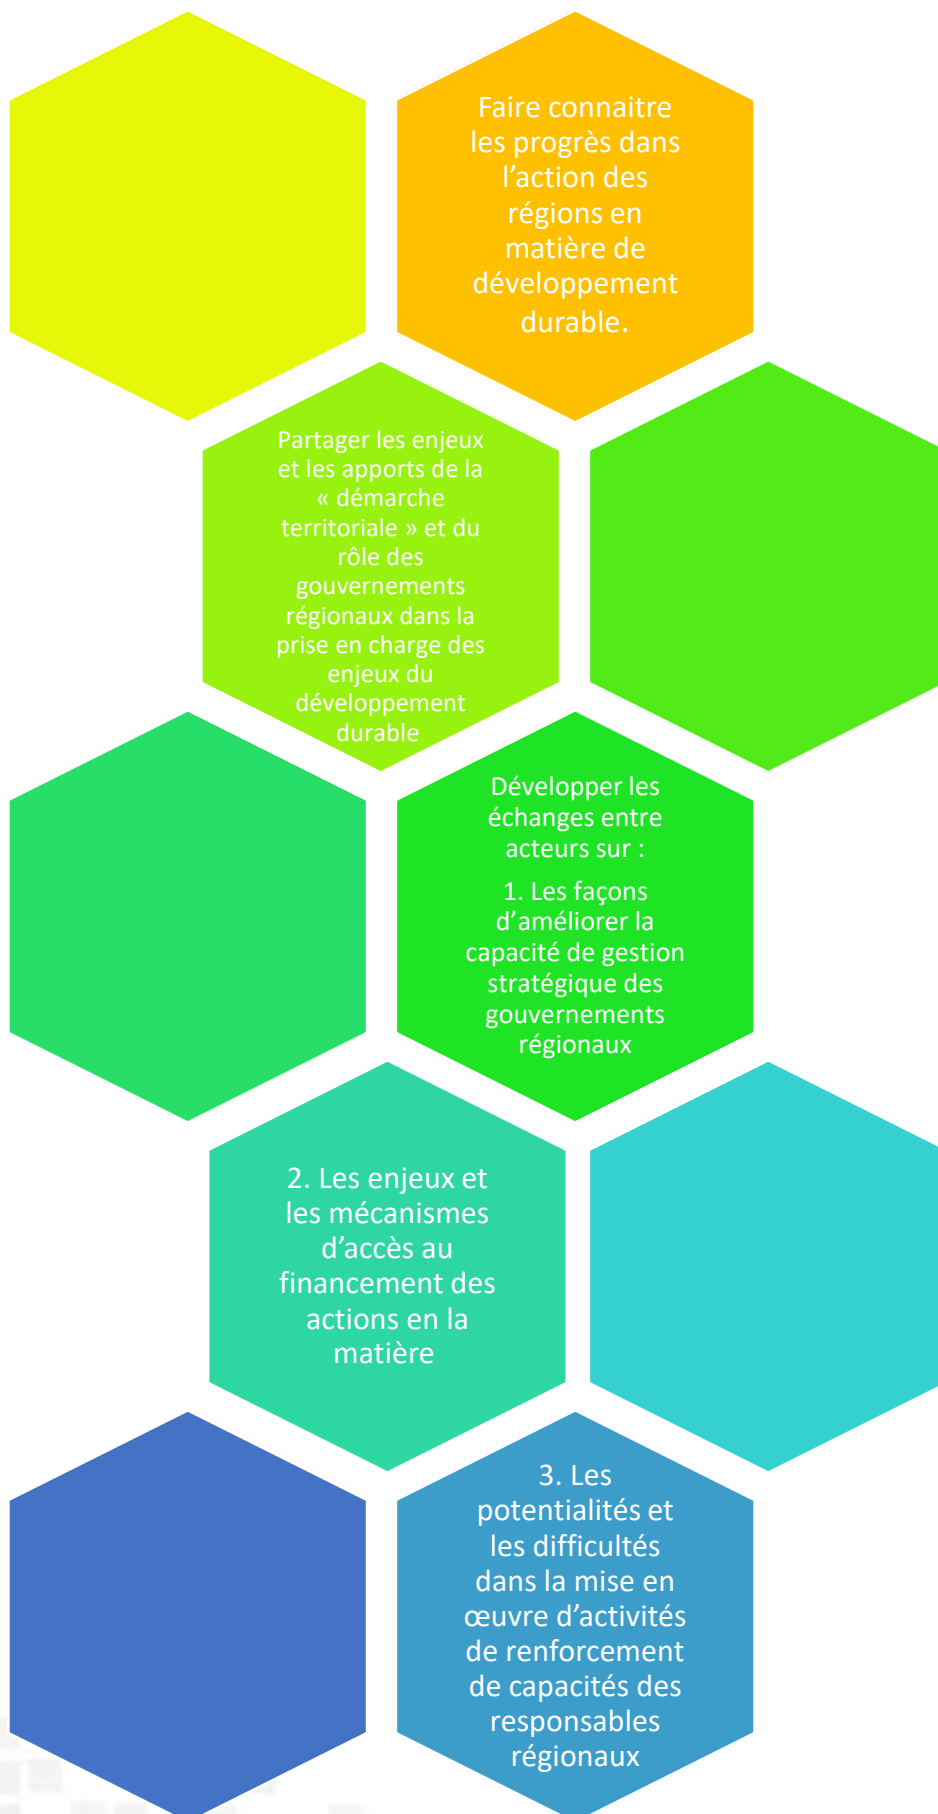 Faire connaitre
les progrès dans
l’action des
régions en
matière de
développement
durable.
Partager les enjeux
et les apports de la
« démarche
territoriale » et du
rôle des
gouvernements
régionaux dans la
prise en charge des
enjeux du
développement
durable
Développer les
échanges entre
acteurs sur :
1. Les façons
d’améliorer la
capacité de gestion
stratégique des
gouvernements
régionaux
2. Les enjeux et
les mécanismes
d’accès au
financement des
actions en la
matière
3. Les
potentialités et
les difficultés
dans la mise en
œuvre d’activités
de renforcement
de capacités des
responsables
régionaux